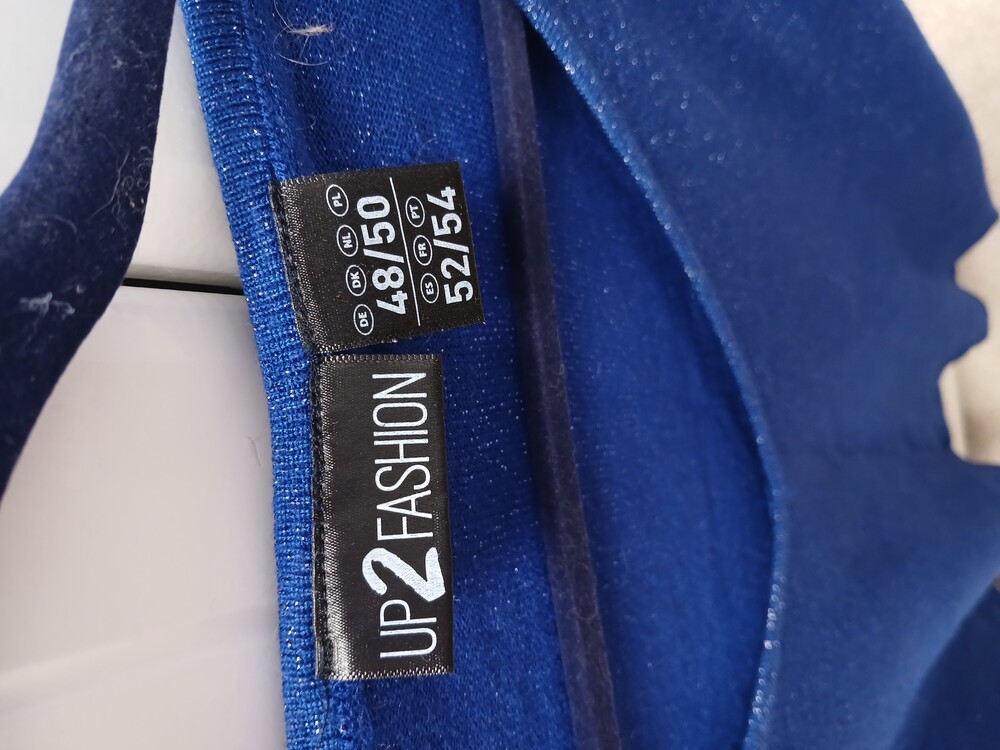 DE DK NL PL
48/50
ES FR PT
52/54
UP2FASHION